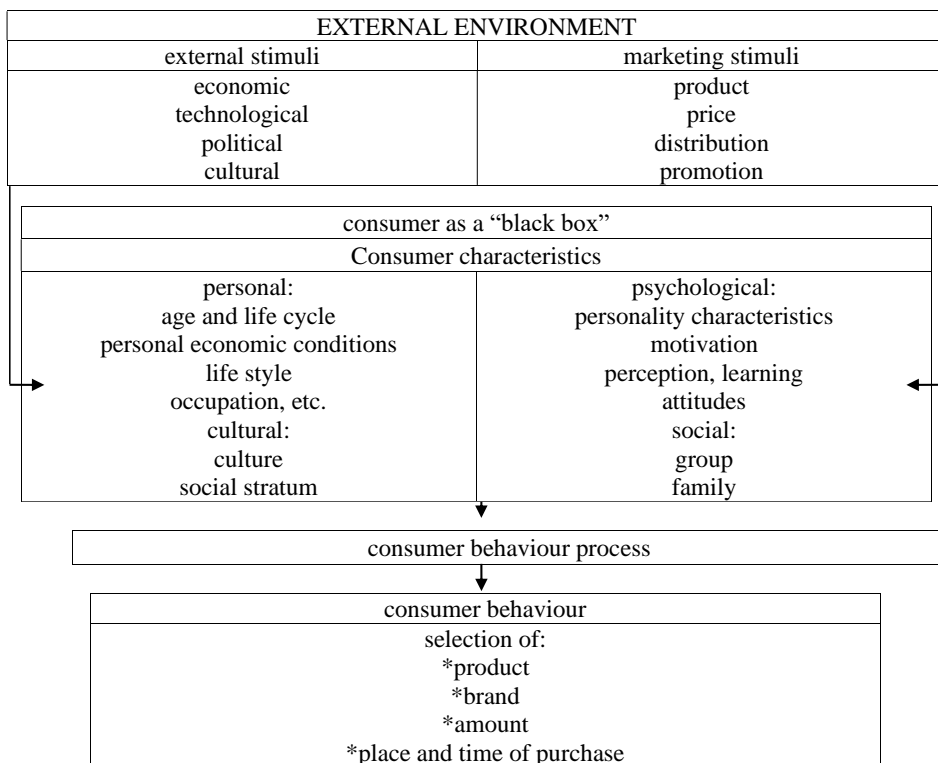 EXTERNAL ENVIRONMENT
external stimuli
economic
technological
political
cultural
marketing stimuli
product
price
distribution
promotion
consumer as a “black box”
Consumer characteristics
personal:
age and life cycle
personal economic conditions
life style
occupation, etc.
cultural:
culture
social stratum
psychological:
personality characteristics
motivation
perception, learning
attitudes
social:
group
family
consumer behaviour process
consumer behaviour
selection of:
*product
*brand
*amount
*place and time of purchase